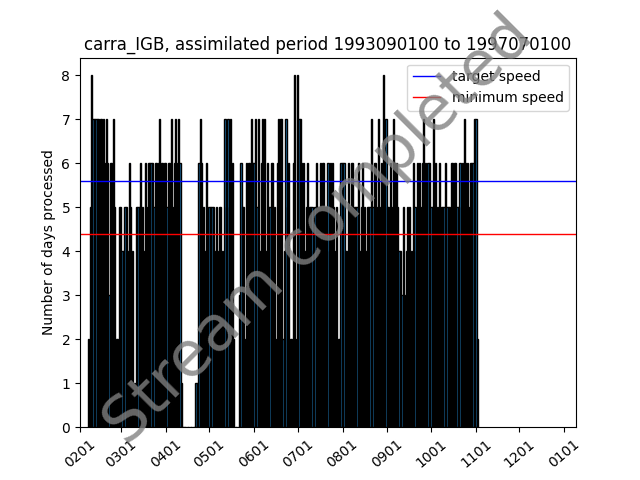 carra_IGB, assimilated period 1993090100 to 1997070100
target speed
minimum speed
Number of days processed
8
7
6
5
4
3
2
1
0
0201 0301 0401 0501 0601 0701 0801 0901 1001 1101 1201 0101
Stream completed